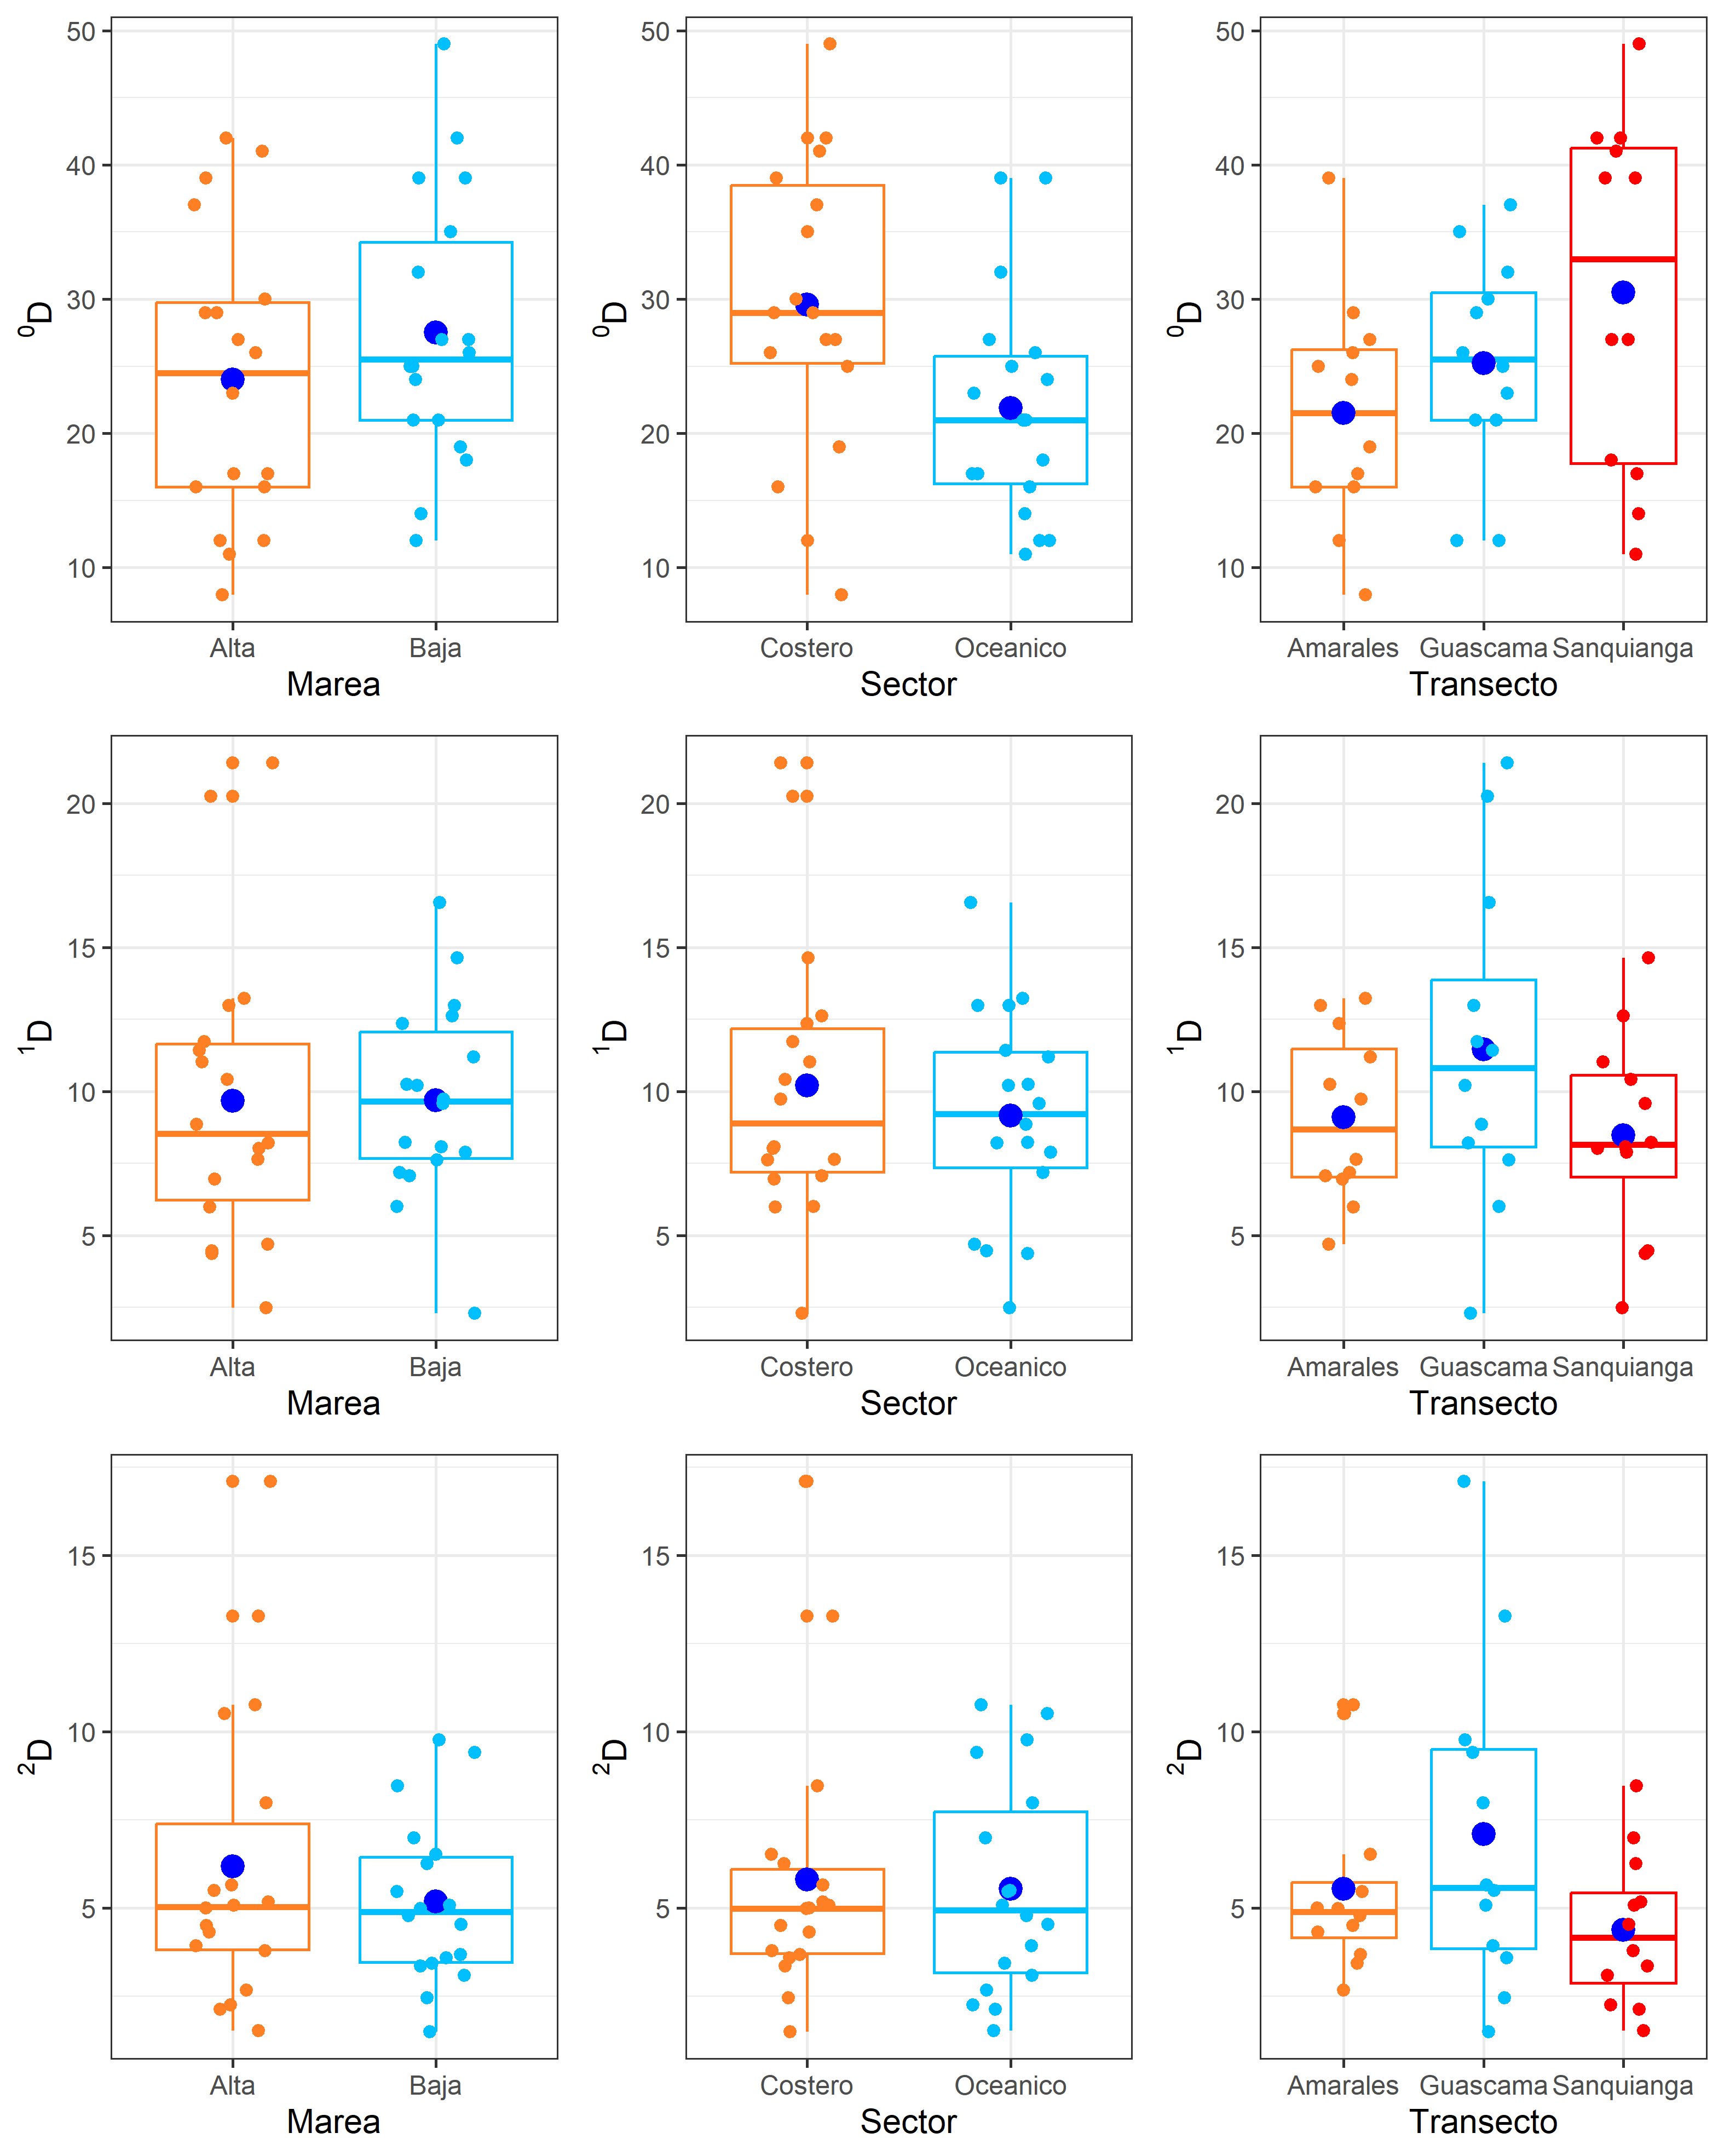 50
40
30
20
10
⁰D
Alta Baja
Marea
50
40
30
20
10
⁰D
Costero Oceanico
Sector
50
40
30
20
10
⁰D
Amarales Guascama Sanquianga
Transecto
20
15
10
5
¹D
Alta Baja
Marea
20
15
10
5
¹D
Costero Oceanico
Sector
20
15
10
5
¹D
Amarales Guascama Sanquianga
Transecto
15
10
5
²D
Alta Baja
Marea
15
10
5
²D
Costero Oceanico
Sector
15
10
5
²D
Amarales Guascama Sanquianga
Transecto